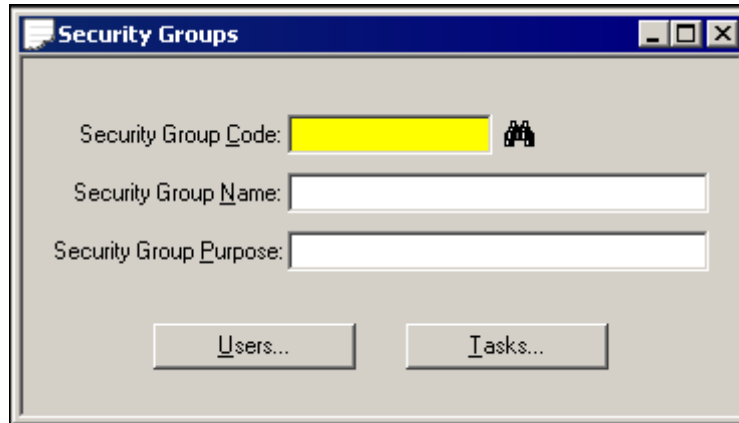 Security Groups
Security Group Code:
Security Group Name:
Security Group Purpose:
Users... Tasks...